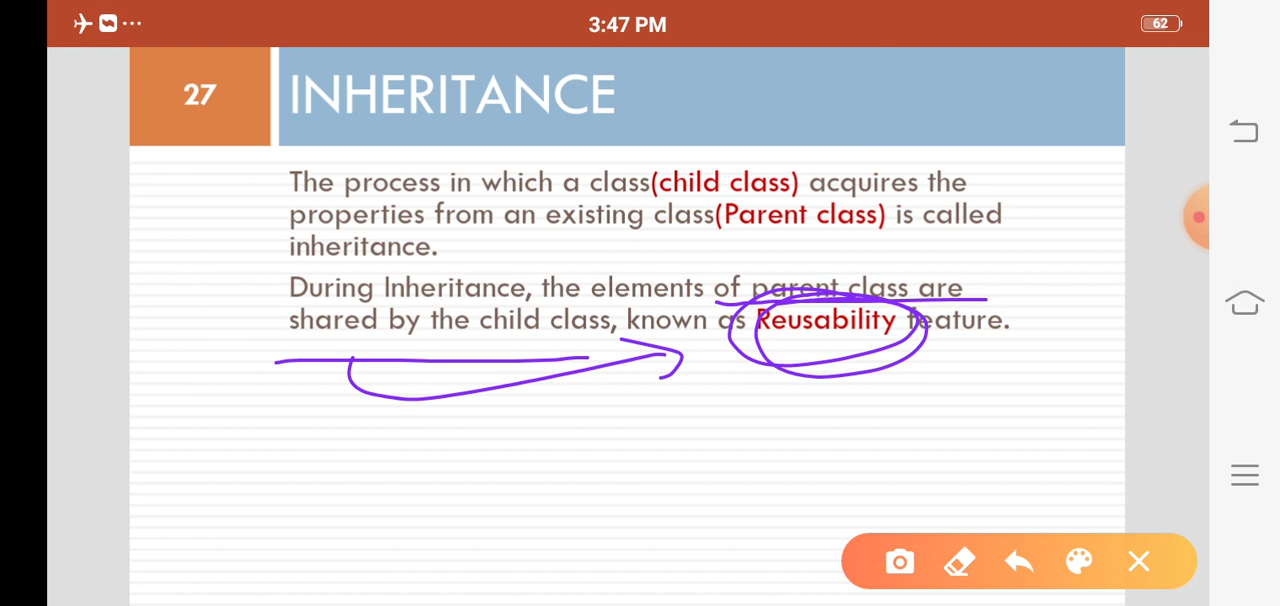 3:47 PM
62
27
INHERITANCE
The process in which a class(child class) acquires the
properties from an existing class(Parent class) is called
inheritance.
During Inheritance, the elements of parent class are
shared by the child class, known as Reusability feature.